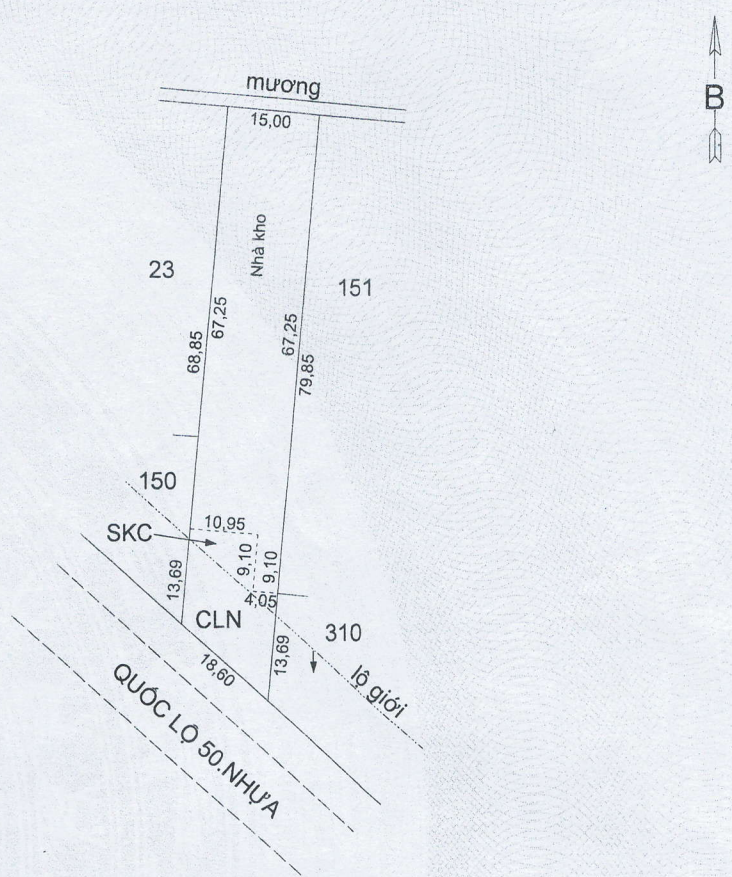 mương
15,00
B
Nhà kho
23
151
67,25
68,85
67,25
79,85
150
10,95
SKC
9,10
9,10
13,69
4,05
CLN
310
13,69
18,60
lộ giới
QUỐC LỘ 50.NHỰA